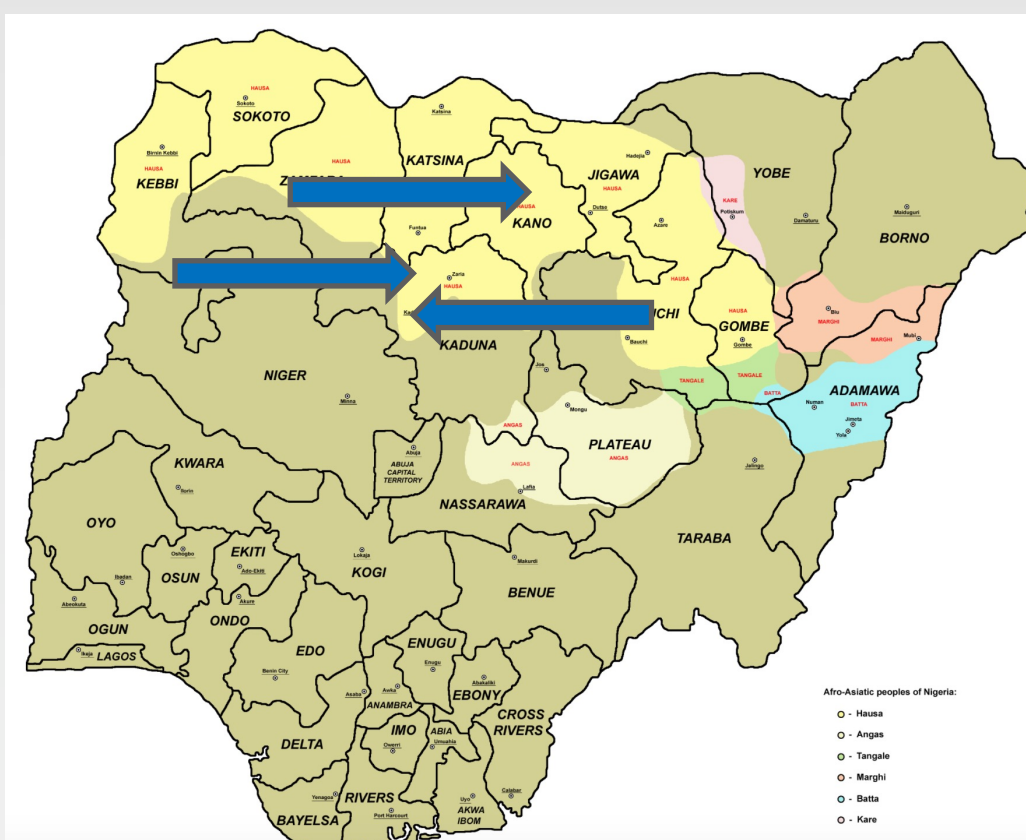 HAUSA
Sokoto
SOKOTO
Katsina
Birnin Kebbi
HAUSA
KEBBI
HAUSA
KATSINA
Hadejia
JIGAWA
HAUSA
YOBE
KARE
Potiskum
Damaturu
Maiduguri
BORNO
HAUSA
KANO
Dutse
Azare
Funtua
Zaria
HAUSA
KADUNA
HAUSA
HAUSA
GOMBE
Gombe
Bauchi
Biu
MARGHI
MARGHI
Mubi
NIGER
Minna
Jos
TANGALE
TANGALE
BATTA
ADAMAWA
BATTA
Numan
Jimeta
Yola
Mongu
ANGAS
PLATEAU
ANGAS
ANGAS
Lafia
NASSARAWA
Abuja
ABUJA
CAPITAL
TERRITORY
Jalingo
TARABA
KWARA
Ilorin
OYO
Oshogbo
OSUN
Ibadan
EKITI
Ado-Ekiti
Lokaja
KOGI
Makurdi
BENUE
Abeokuta
OGUN
Ikeja
LAGOS
Akure
ONDO
EDO
Benin City
ENUGU
Enugu
Abakaliki
EBONY
Asaba
Awka
ANAMBRA
CROSS
RIVERS
DELTA
IMO
Owerri
ABIA
Umuahia
Yenagoa
BAYELSA
RIVERS
Port Harcourt
Uyo
AKWA
IBOM
Calabar
Afro-Asiatic peoples of Nigeria:
- Hausa
- Angas
- Tangale
- Marghi
- Batta
- Kare